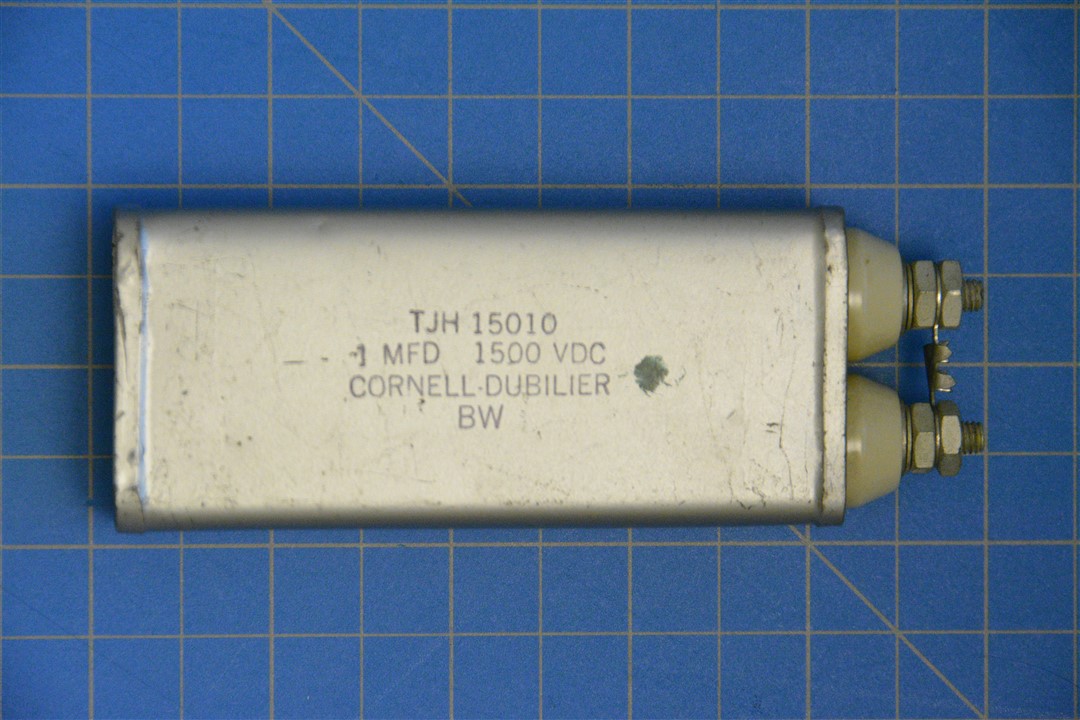 TJH 15010
1 MFD 1500 VDC
CORNELL-DUBILIER
BW